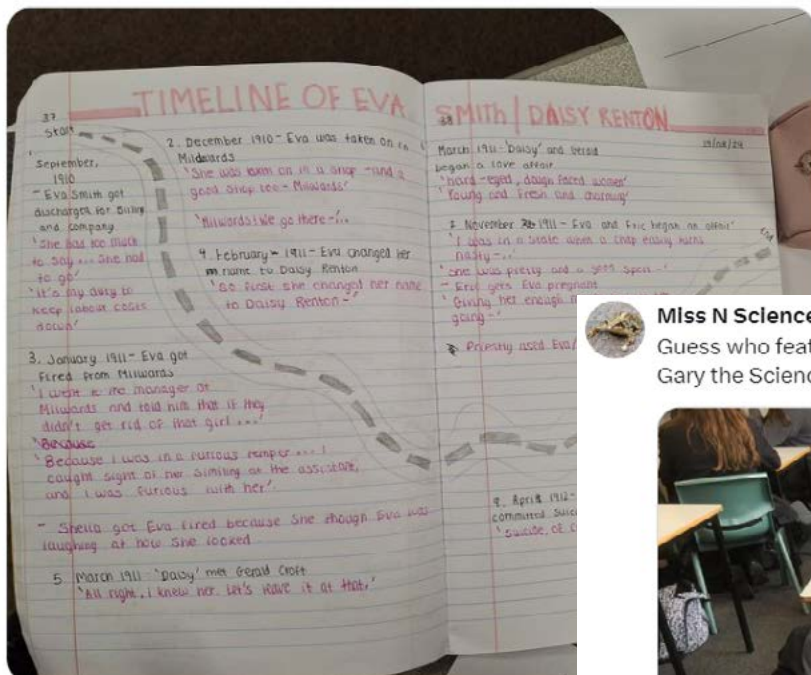 TIMELINE OF EVA SMITH / DAISY RENTON
37
Start
1
September,
1910
- Eva Smith got
discharged for Birling
and company
'She had too much
to say... She had
to go'
'it's my duty to
keep labour costs
down'
2. December 1910 - Eva was taken on in
Milwards
'She was taken on in a shop - and a
good shop too - Milwards'
'Milwards! We go there -'..
4. February - 1911 - Eva changed her
name to Daisy Renton
'So first she changed her name
to Daisy Renton -'
3. January 1911 - Eva got
fired from Milwards
'I went to the manager at
Milwards and told him that if they
didn't get rid of that girl...'
'Because
'Because I was in a furious temper... I
caught sight of her similing at the assistant,
and I was furious with her'.
- Sheila got Eva fired because she though Eva was
laughing at how she looked
5. March 1911 - 'Daisy' met Gerald Croft
'All right, I knew her. Let's leave it at that.'
38
March 1911 - 'Daisy' and Gerald
began a love affair
'hard-eyed, dough faced women'
'Young and fresh and charming'
7. November 1911 - Eva and Eric began an affair'
'I was in a state when a chap easily turns
nasty -..'
'she was pretty and a good sport -'
- Eric gets Eva pregnant
'Giving her enough
going -'
Priestly used Eva/
9. April 1912 -
committed suici
'Suicide, of c
Miss N Science
Guess who feat
Gary the Scienc